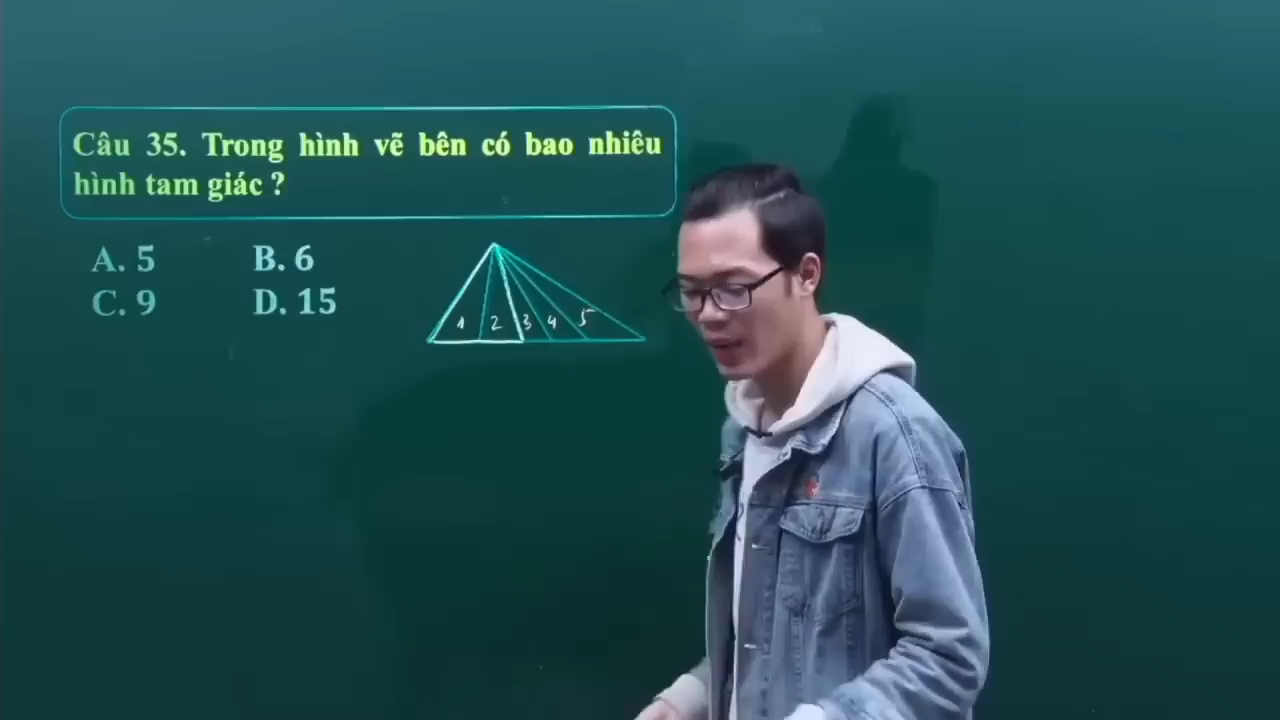 Câu 35. Trong hình vẽ bên có bao nhiêu
hình tam giác ?
A. 5 B. 6
C. 9 D. 15
1 2 3 4 5